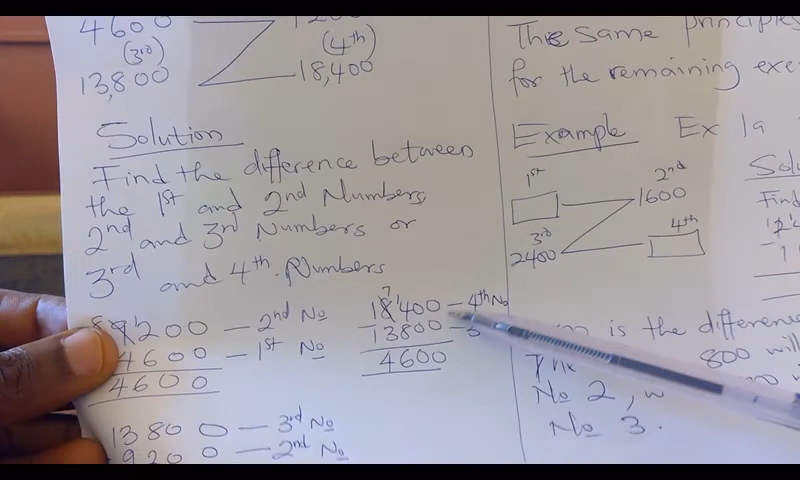 4600
(3rd)
(4th)
13,800
18,400
Solution
Find the difference between
the 1st and 2nd Numbers,
2nd and 3rd Numbers or
3rd and 4th Numbers
8 9200 — 2nd No
4600 — 1st No
4600
13800 — 3rd No
9200 — 2nd No
7
18400 — 4th No
- 13800 —
4600
The same principles
for the remaining
Example Ex 1a
1st
2nd
1600
3rd
4th
2400
is the difference
800 will
No 2,
No 3.